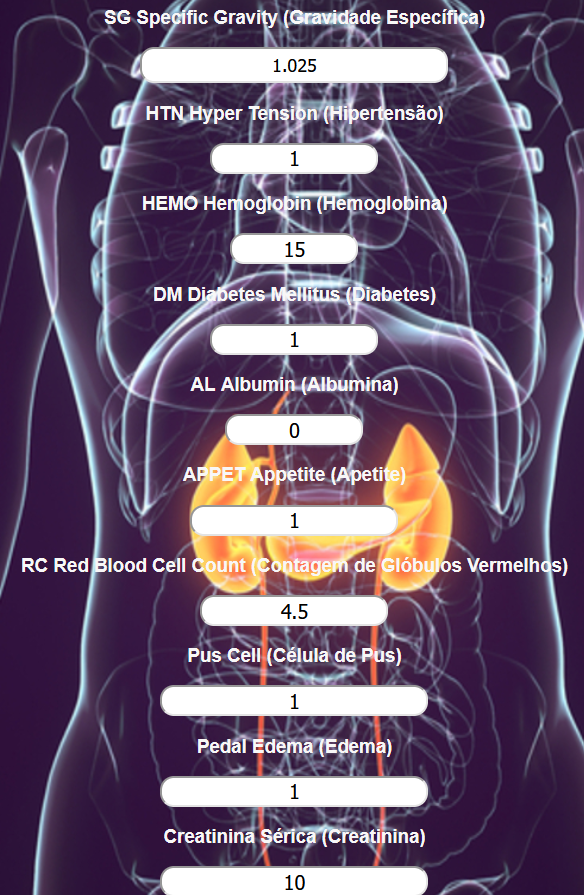 SG Specific Gravity (Gravidade Específica)
1.025
HTN Hyper Tension (Hipertensão)
1
HEMO Hemoglobin (Hemoglobina)
15
DM Diabetes Mellitus (Diabetes)
1
AL Albumin (Albumina)
0
APPET Appetite (Apetite)
1
RC Red Blood Cell Count (Contagem de Glóbulos Vermelhos)
4.5
Pus Cell (Célula de Pus)
1
Pedal Edema (Edema)
1
Creatinina Sérica (Creatinina)
10